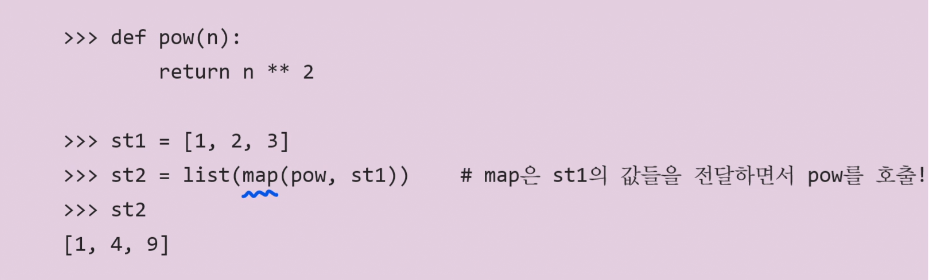 >>> def pow(n):
        return n ** 2
>>> st1 = [1, 2, 3]
>>> st2 = list(map(pow, st1))    # map은 st1의 값들을 전달하면서 pow를 호출!
>>> st2
[1, 4, 9]